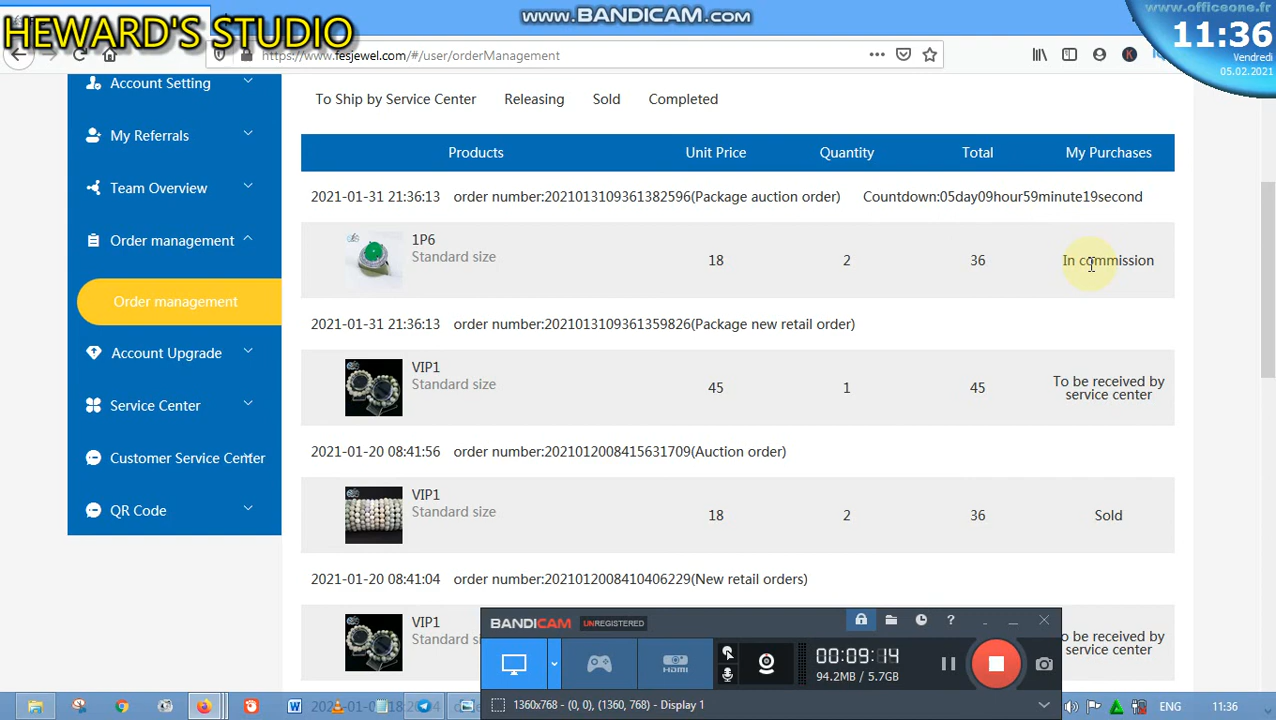 www.BANDICAM.com
www.officeone.fr
HEWARD'S STUDIO
11:36
Vendredi
05.02.2021
https://www.fesjewel.com/#/user/orderManagement
Account Setting
My Referrals
Team Overview
Order management
Order management
Account Upgrade
Service Center
Customer Service Center
QR Code
To Ship by Service Center Releasing Sold Completed
Products Unit Price Quantity Total My Purchases
2021-01-31 21:36:13 order number:2021013109361382596(Package auction order) Countdown:05day09hour59minute19second
1P6
Standard size
18 2 36 In commission
2021-01-31 21:36:13 order number:2021013109361359826(Package new retail order)
VIP1
Standard size
45 1 45 To be received by
service center
2021-01-20 08:41:56 order number:2021012008415631709(Auction order)
VIP1
Standard size
18 2 36 Sold
2021-01-20 08:41:04 order number:2021012008410406229(New retail orders)
VIP1
Standard size
o be received by
service center
BANDICAM UNREGISTERED
HDMI
00:09:14
94.2MB / 5.7GB
1360x768 - (0, 0), (1360, 768) - Display 1
ENG 11:36